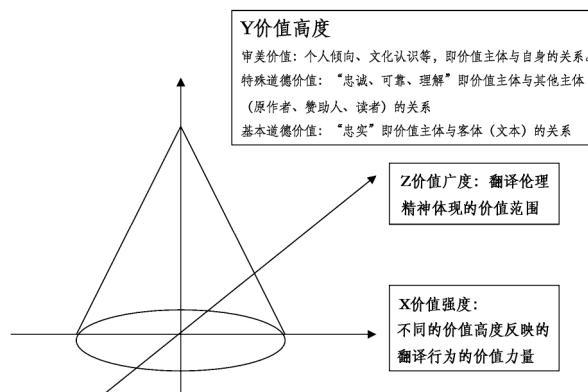 Y价值高度
审美价值：个人倾向、文化认识等，即价值主体与自身的关系。
特殊道德价值：“忠诚、可靠、理解”即价值主体与其他主体
（原作者、赞助人、读者）的关系
基本道德价值：“忠实”即价值主体与客体（文本）的关系
Z价值广度：翻译伦理
精神体现的价值范围
X价值强度：
不同的价值高度反映的
翻译行为的价值力量